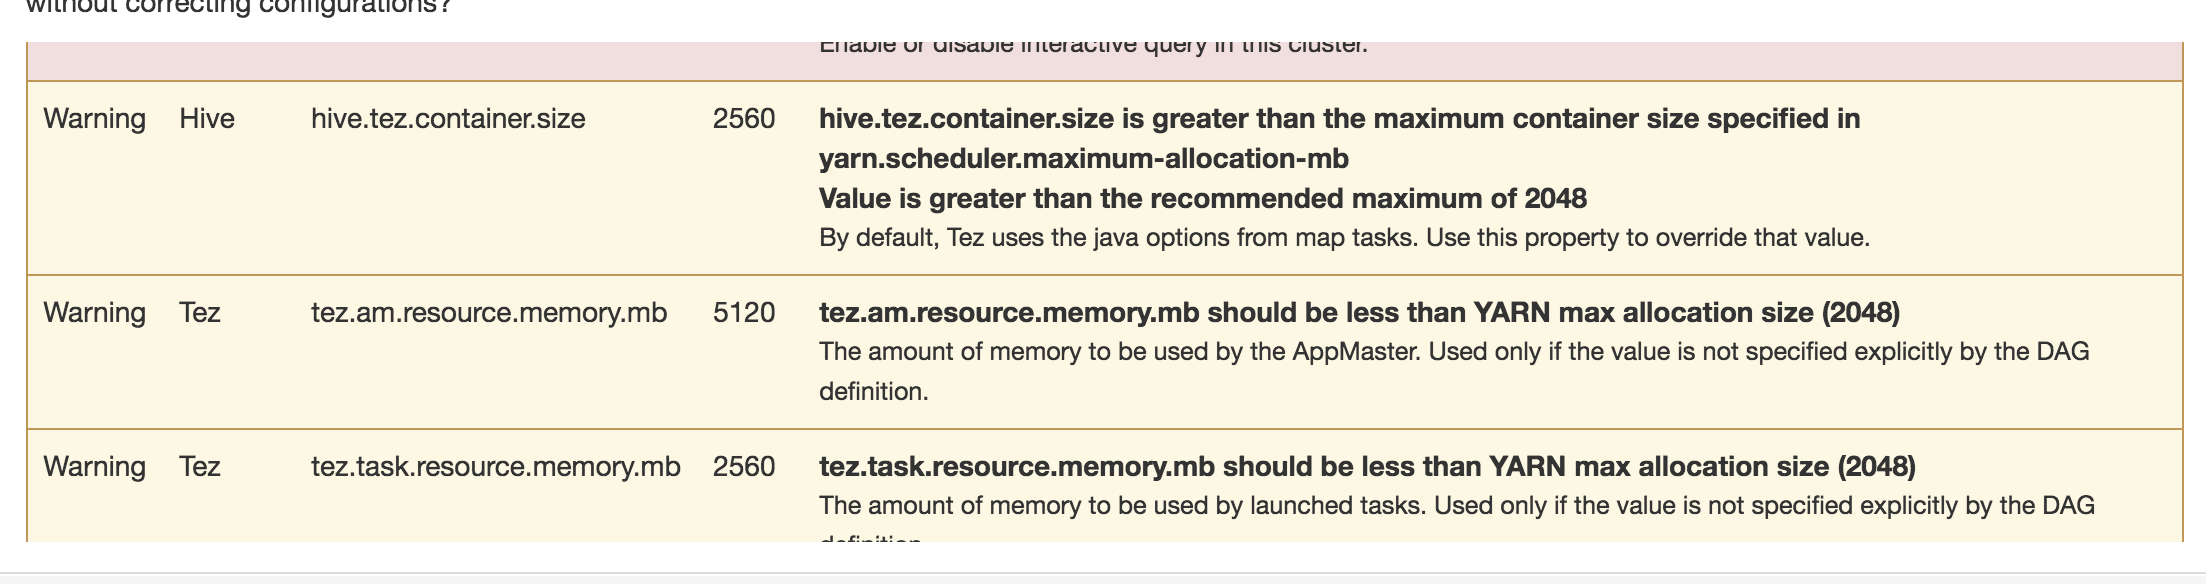 without correcting configurations?
Enable or disable interactive query in this cluster.
Warning Hive hive.tez.container.size 2560 hive.tez.container.size is greater than the maximum container size specified in
yarn.scheduler.maximum-allocation-mb
Value is greater than the recommended maximum of 2048
By default, Tez uses the java options from map tasks. Use this property to override that value.
Warning Tez tez.am.resource.memory.mb 5120 tez.am.resource.memory.mb should be less than YARN max allocation size (2048)
The amount of memory to be used by the AppMaster. Used only if the value is not specified explicitly by the DAG
definition.
Warning Tez tez.task.resource.memory.mb 2560 tez.task.resource.memory.mb should be less than YARN max allocation size (2048)
The amount of memory to be used by launched tasks. Used only if the value is not specified explicitly by the DAG
definition.